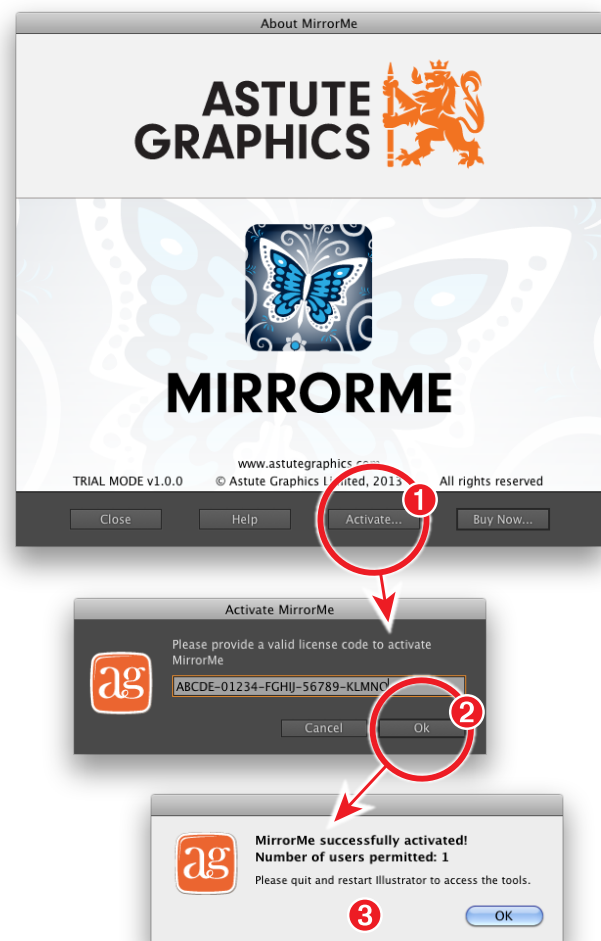 About MirrorMe
ASTUTE
GRAPHICS
MIRRORME
www.astutegraphics.com
TRIAL MODE v1.0.0 © Astute Graphics Limited, 2013 All rights reserved
1
Close Help Activate... Buy Now...
Activate MirrorMe
Please provide a valid license code to activate
MirrorMe
ag
ABCDE-01234-FGHIJ-56789-KLMNO
2
Cancel Ok
MirrorMe successfully activated!
ag
Number of users permitted: 1
Please quit and restart Illustrator to access the tools.
3
OK